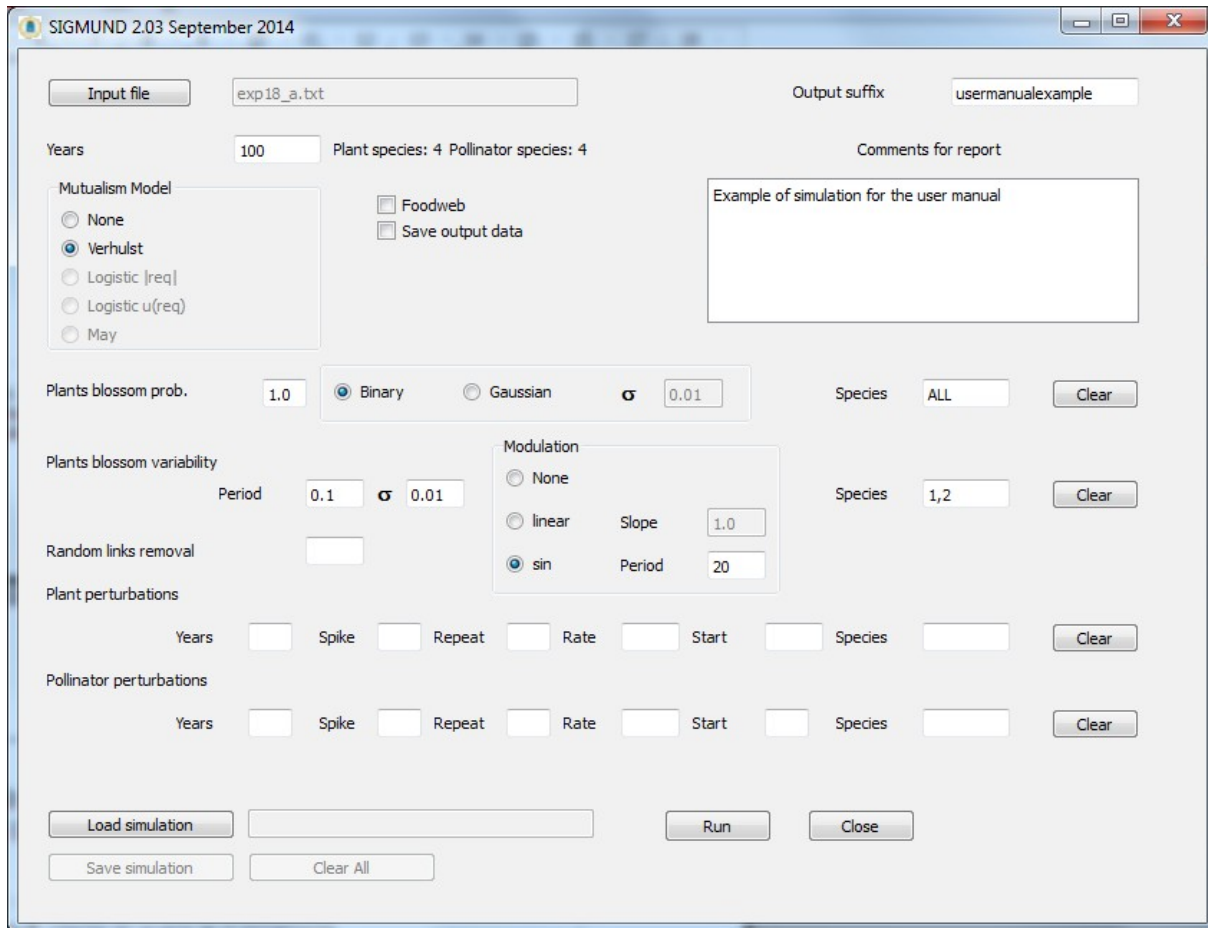 SIGMUND 2.03 September 2014
Input file exp18_a.txt Output suffix usermanualexample
Years 100 Plant species: 4 Pollinator species: 4 Comments for report
Mutualism Model
None
Verhulst
Logistic |req|
Logistic u(req)
May
Foodweb
Save output data
Example of simulation for the user manual
Plants blossom prob. 1.0 Binary Gaussian σ 0.01 Species ALL Clear
Plants blossom variability
Period 0.1 σ 0.01 Species 1,2 Clear
Modulation
None
linear Slope 1.0
sin Period 20
Random links removal
Plant perturbations
Years Spike Repeat Rate Start Species Clear
Pollinator perturbations
Years Spike Repeat Rate Start Species Clear
Load simulation Run Close
Save simulation Clear All